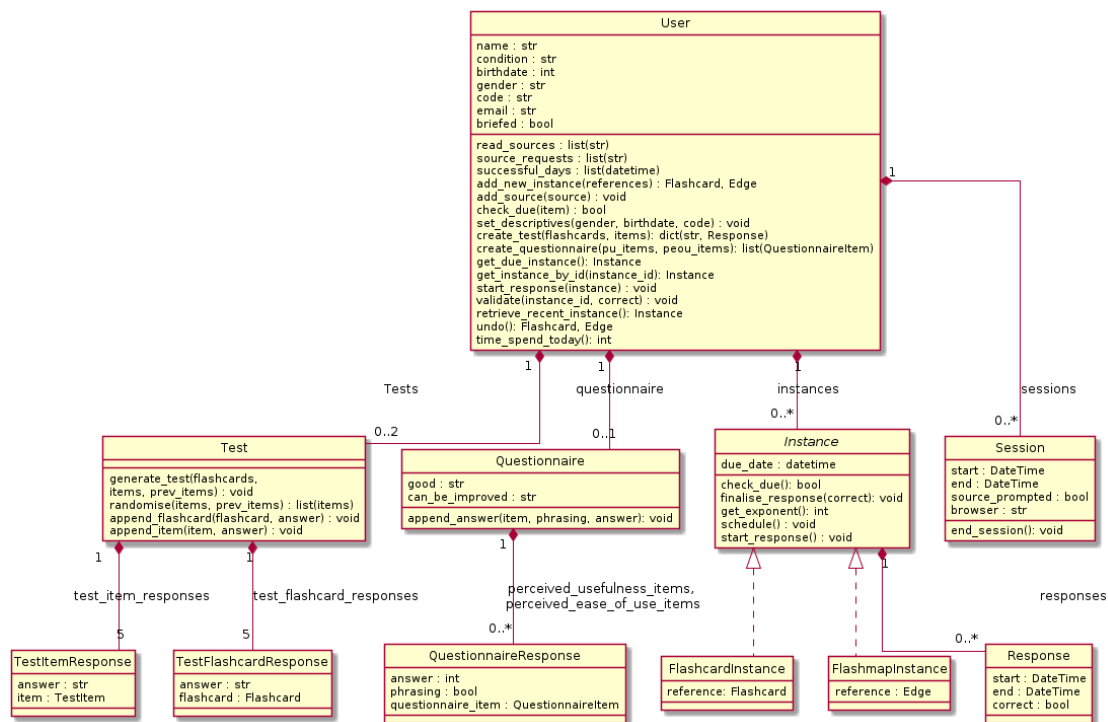 User
name : str
condition : str
birthdate : int
gender : str
code : str
email : str
briefed : bool
read_sources : list(str)
source_requests : list(str)
successful_days : list(datetime)
add_new_instance(references) : Flashcard, Edge
add_source(source) : void
check_due(item) : bool
set_descriptives(gender, birthdate, code) : void
create_test(flashcards, items): dict(str, Response)
create_questionnaire(pu_items, peou_items): list(QuestionnaireItem)
get_due_instance(): Instance
get_instance_by_id(instance_id): Instance
start_response(instance) : void
validate(instance_id, correct) : void
retrieve_recent_instance(): Instance
undo(): Flashcard, Edge
time_spend_today(): int
1
1
1
1
Tests
questionnaire
instances
sessions
0..2
0..1
0..*
0..*
Test
generate_test(flashcards,
items, prev_items) : void
randomise(items, prev_items) : list(items)
append_flashcard(flashcard, answer) : void
append_item(item, answer) : void
Questionnaire
good : str
can_be_improved : str
append_answer(item, phrasing, answer): void
Instance
due_date : datetime
check_due(): bool
finalise_response(correct): void
get_exponent(): int
schedule() : void
start_response() : void
Session
start : DateTime
end : DateTime
source_prompted : bool
browser : str
end_session(): void
1
1
1
1
test_item_responses
test_flashcard_responses
perceived_usefulness_items,
perceived_ease_of_use_items
responses
5
5
0..*
0..*
TestItemResponse
answer : str
item : TestItem
TestFlashcardResponse
answer : str
flashcard : Flashcard
QuestionnaireResponse
answer : int
phrasing : bool
questionnaire_item : QuestionnaireItem
FlashcardInstance
reference: Flashcard
FlashmapInstance
reference : Edge
Response
start : DateTime
end : DateTime
correct : bool